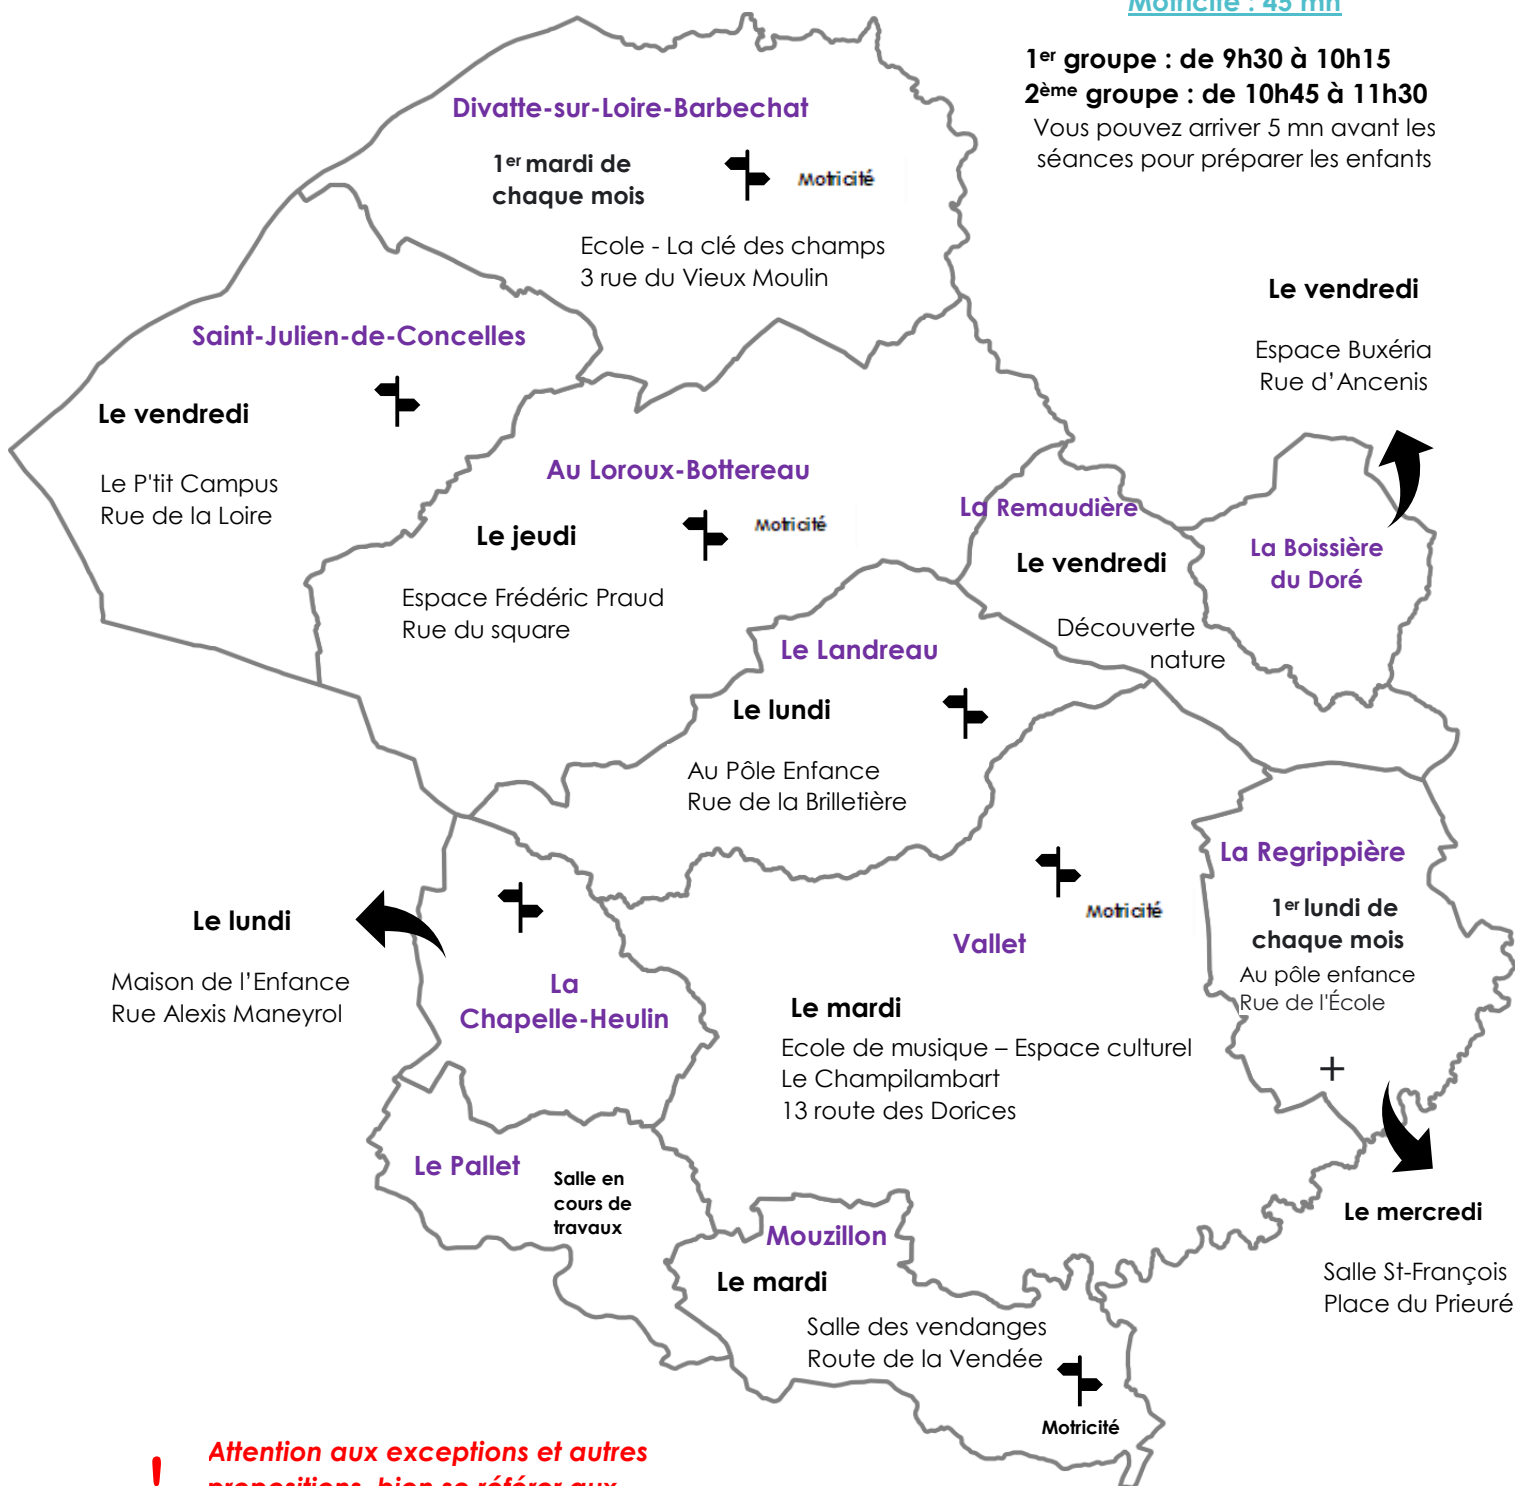 Motricité : 45 mn
1er groupe : de 9h30 à 10h15
2ème groupe : de 10h45 à 11h30
Vous pouvez arriver 5 mn avant les
séances pour préparer les enfants
Divatte-sur-Loire-Barbechat
1er mardi de
chaque mois
Motricité
Ecole - La clé des champs
3 rue du Vieux Moulin
Le vendredi
Espace Buxéria
Rue d’Ancenis
Saint-Julien-de-Concelles
Le vendredi
Le P'tit Campus
Rue de la Loire
Au Loroux-Bottereau
Le jeudi
Motricité
Espace Frédéric Praud
Rue du square
La Remaudière
Le vendredi
Découverte
nature
La Boissière
du Doré
Le Landreau
Le lundi
Au Pôle Enfance
Rue de la Brilletière
La Regrippière
1er lundi de
chaque mois
Au pôle enfance
Rue de l'École
+
Le lundi
Maison de l’Enfance
Rue Alexis Maneyrol
La
Chapelle-Heulin
Motricité
Vallet
Le mardi
Ecole de musique – Espace culturel
Le Champilambart
13 route des Dorices
Le Pallet
Salle en
cours de
travaux
Le mercredi
Salle St-François
Place du Prieuré
Mouzillon
Le mardi
Salle des vendanges
Route de la Vendée
Motricité
! Attention aux exceptions et autres
propositions, bien se référer aux